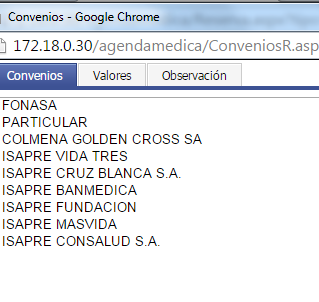 Convenios - Google Chrome
172.18.0.30/agendamedica/ConveniosR.asp
Convenios Valores Observación
FONASA
PARTICULAR
COLMENA GOLDEN CROSS SA
ISAPRE VIDA TRES
ISAPRE CRUZ BLANCA S.A.
ISAPRE BANMEDICA
ISAPRE FUNDACION
ISAPRE MASVIDA
ISAPRE CONSALUD S.A.